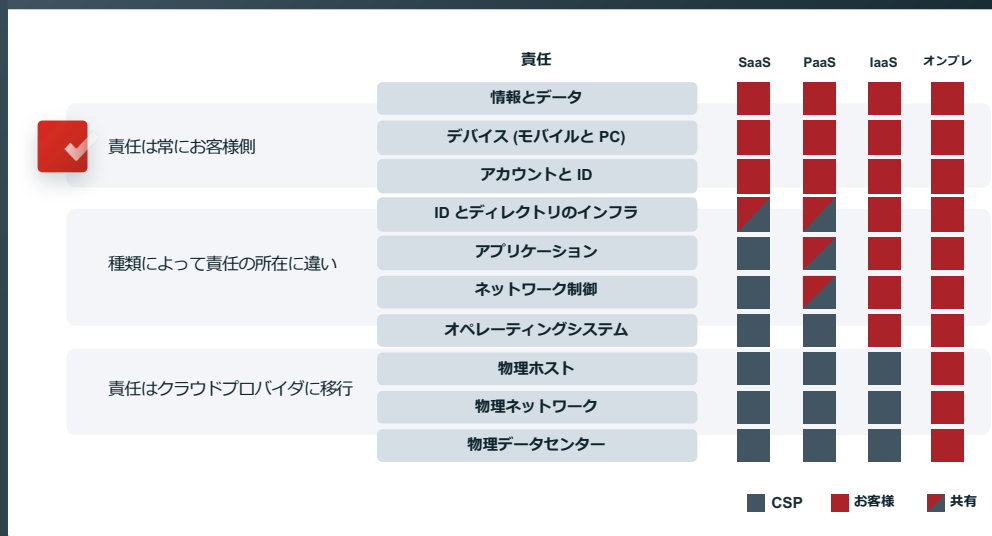 責任
SaaS
PaaS
IaaS
オンプレ
情報とデータ
責任は常にお客様側
デバイス (モバイルと PC)
アカウントと ID
ID とディレクトリのインフラ
種類によって責任の所在に違い
アプリケーション
ネットワーク制御
オペレーティングシステム
物理ホスト
責任はクラウドプロバイダに移行
物理ネットワーク
物理データセンター
CSP
お客様
共有